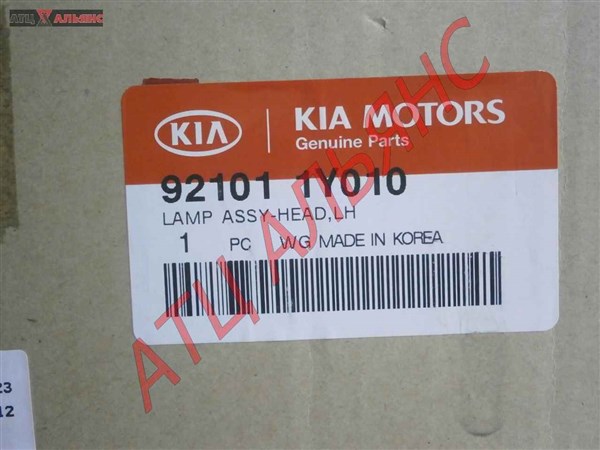 АТЦ АЛЬЯНС
KIA
KIA MOTORS
Genuine Parts
92101 1Y010
LAMP ASSY-HEAD,LH
1 PC WG MADE IN KOREA
АТЦ АЛЬЯНС
23
12